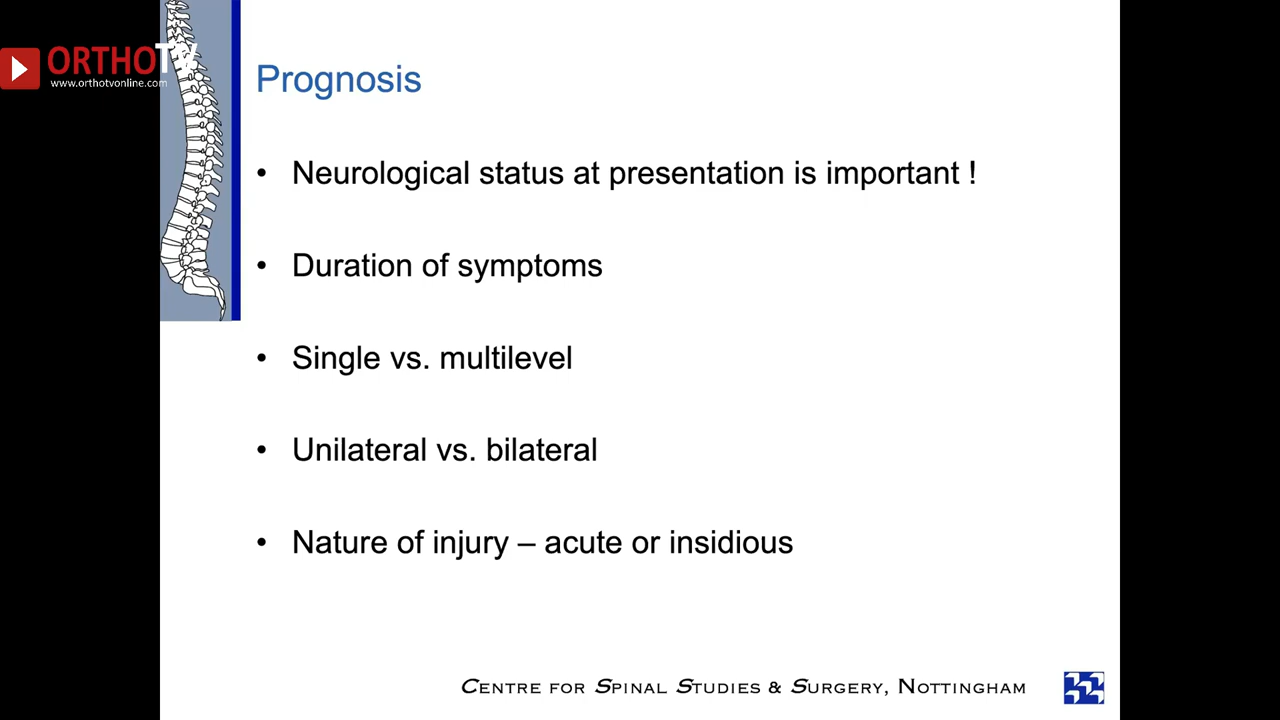 ORTHOTV
www.orthotvonline.com
Prognosis
• Neurological status at presentation is important !
• Duration of symptoms
• Single vs. multilevel
• Unilateral vs. bilateral
• Nature of injury – acute or insidious
CENTRE FOR SPINAL STUDIES & SURGERY, NOTTINGHAM